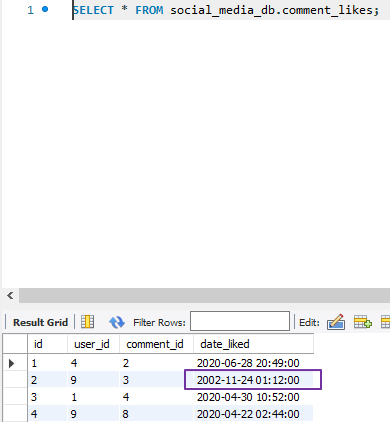 1 SELECT * FROM social_media_db.comment_likes;
Result Grid Filter Rows: Edit:
id user_id comment_id date_liked
1 4 2 2020-06-28 20:49:00
2 9 3 2002-11-24 01:12:00
3 1 4 2020-04-30 10:52:00
4 9 8 2020-04-22 02:44:00